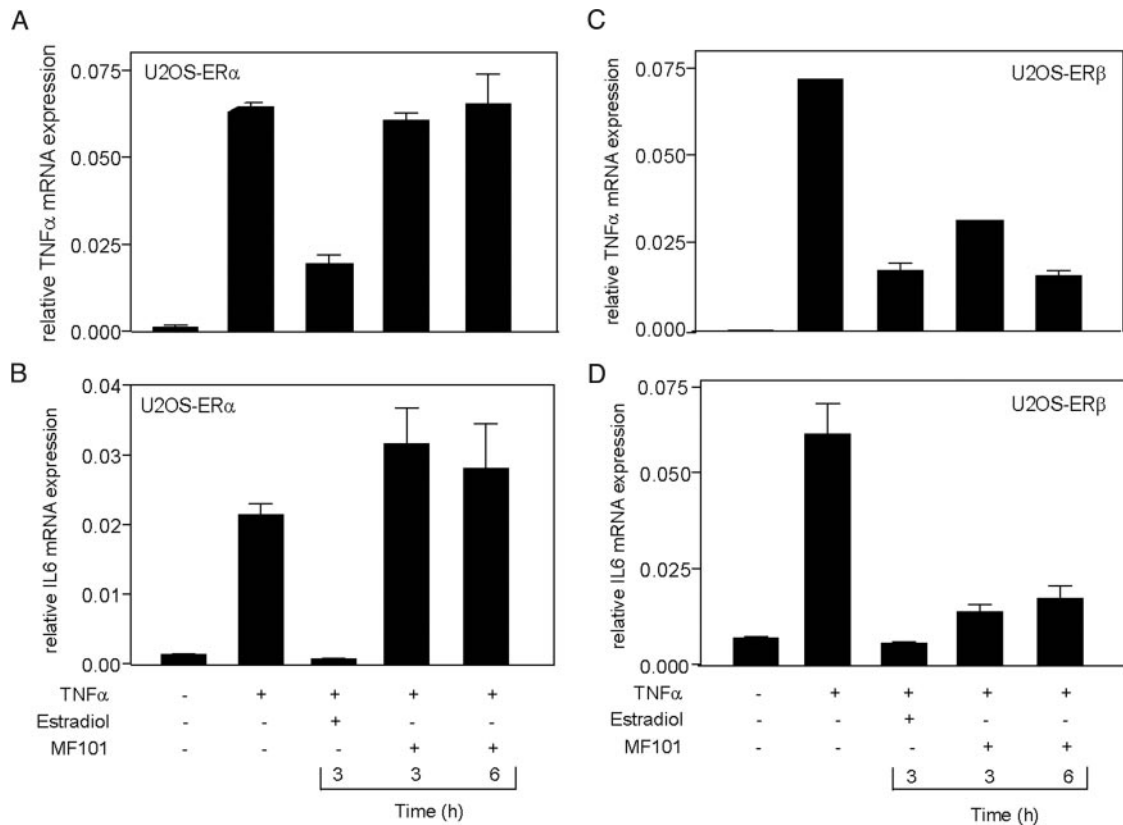 A
U2OS-ERα
relative TNFα mRNA expression
0.075
0.050
0.025
0.000
B
U2OS-ERα
relative IL6 mRNA expression
0.04
0.03
0.02
0.01
0.00
TNFα - + + + +
Estradiol - - + - -
MF101 - - - + +
3 3 6
Time (h)
C
U2OS-ERβ
relative TNFα mRNA expression
0.075
0.050
0.025
0.000
D
U2OS-ERβ
relative IL6 mRNA expression
0.075
0.050
0.025
0.000
TNFα - + + + +
Estradiol - - + - -
MF101 - - - + +
3 3 6
Time (h)